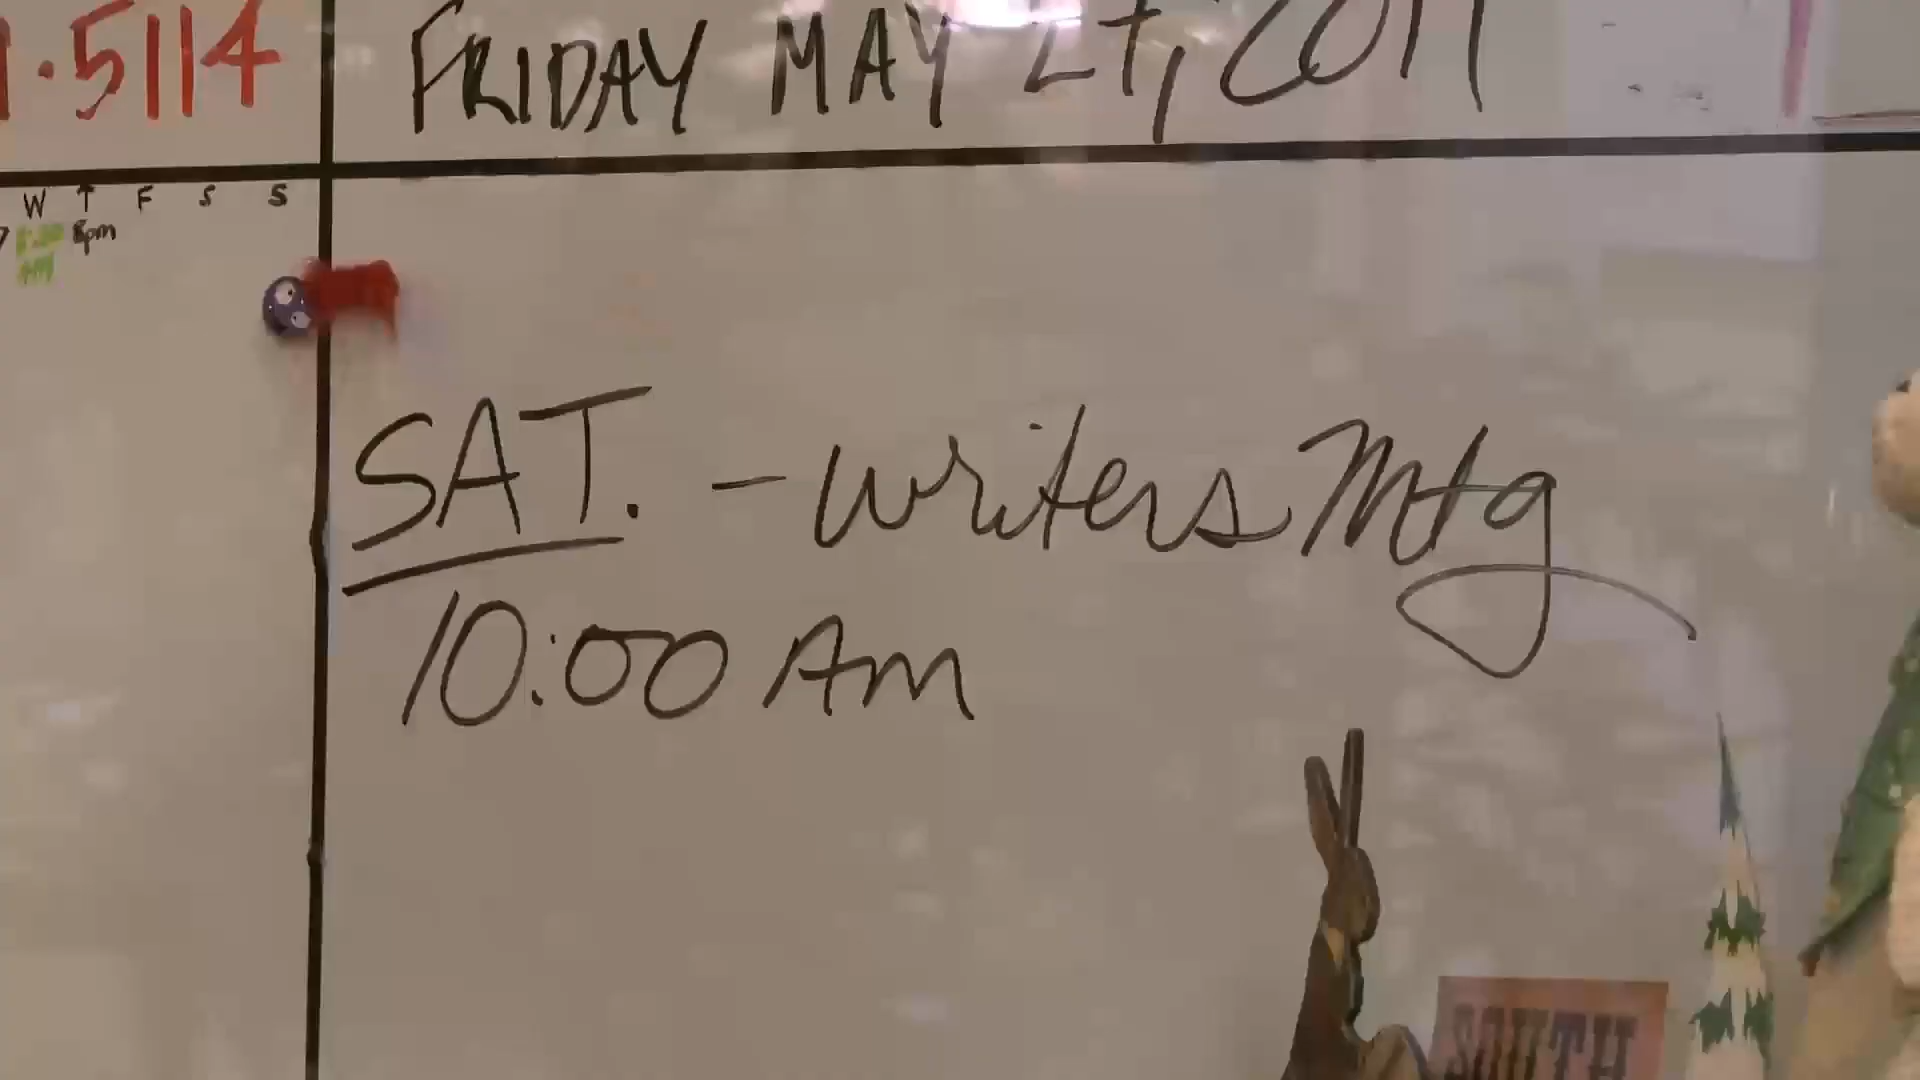 .5114
FRIDAY MAY 27, 2011
W T F S S
8pm
SAT. - writers Mtg
10:00 AM
SOUTH